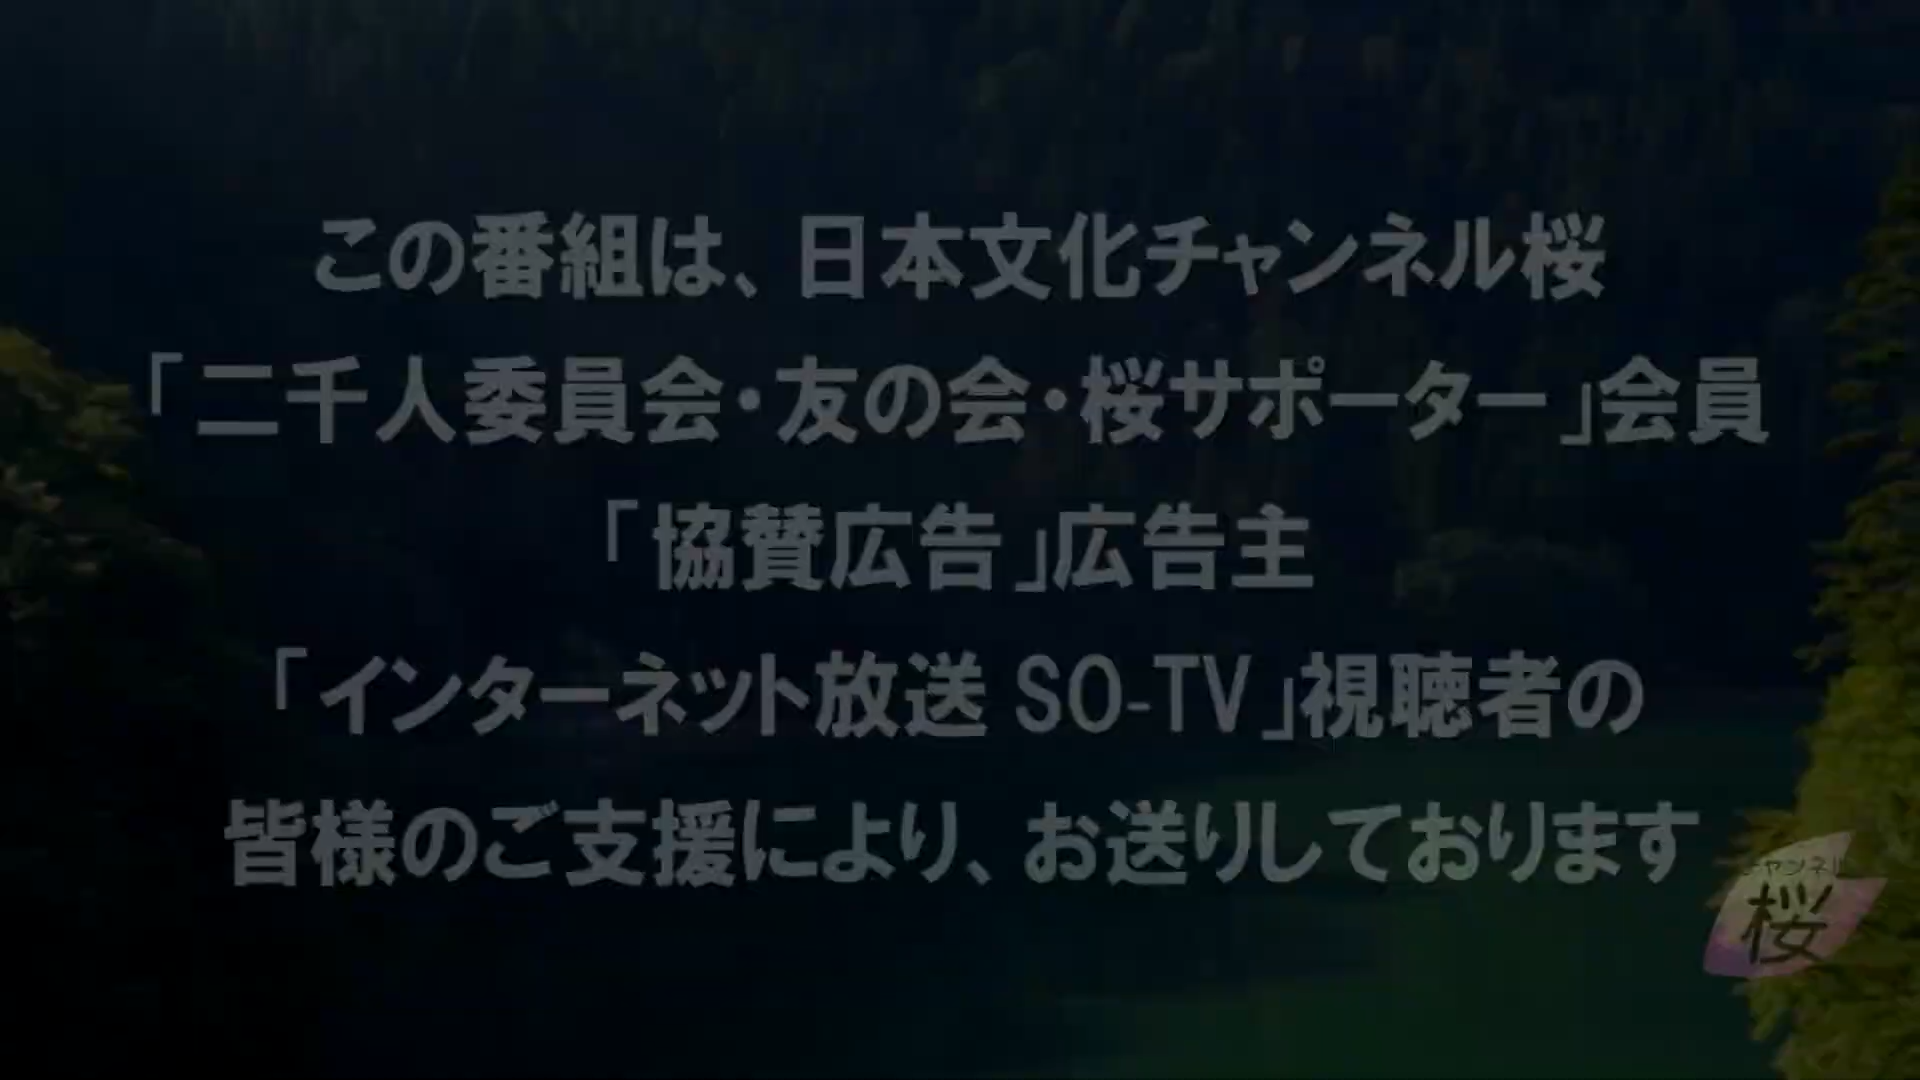 この番組は、日本文化チャンネル桜
「二千人委員会・友の会・桜サポーター」会員
「協賛広告」広告主
「インターネット放送 SO-TV」視聴者の
皆様のご支援により、お送りしております
チャンネル
桜